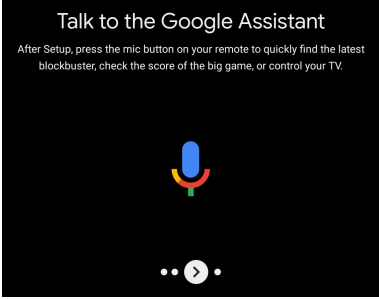 Talk to the Google Assistant
After Setup, press the mic button on your remote to quickly find the latest
blockbuster, check the score of the big game, or control your TV.